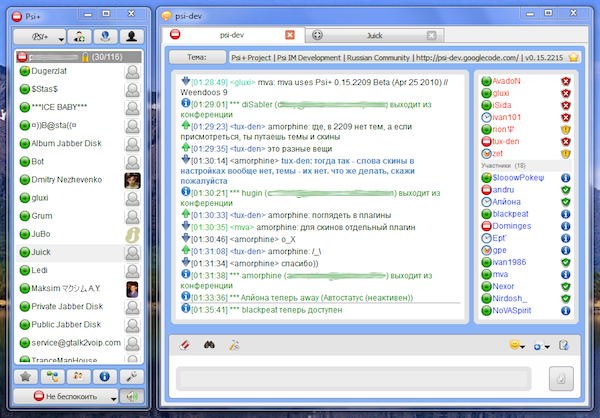 Psi+
Psi+
(30/116)
Dugerzlat
$Stas$
***ICE BABY***
¤))B@sta((¤
Album Jabber Disk
Bot
Dmitry Nezhevenko
gluxi
Grum
JuBo
Juick
Ledi
Maksim マクシム A.Y.
Private Jabber Disk
Public Jabber Disk
service@gtalk2voip.com
TranceManHouse
Не беспокоить
psi-dev
psi-dev
Juick
Тема:
Psi+ Project | Psi IM Development | Russian Community | http://psi-dev.googlecode.com/ | v0.15.2215
[01:28:49] <gluxi> mva: mva uses Psi+ 0.15.2209 Beta (Apr 25 2010) //
Weendoos 9
[01:29:01] *** diSabler ( ) выходит из
конференции
[01:29:23] <tux-den> amorphine: где, в 2209 нет тем, а если
присмотреться, ты путаешь темы и скины
[01:29:35] <tux-den> это разные вещи
[01:30:14] <amorphine> tux-den: тогда так - слова скины в
настройках вообще нет, темы - их нет. что же делать, скажи
пожалуйста
[01:30:21] *** hugin ( ) выходит из
конференции
[01:30:33] <tux-den> amorphine: поглядеть в плагины
[01:30:35] <mva> amorphine: для скинов отдельный плагин
[01:30:46] <amorphine> o_X
[01:31:08] <tux-den> amorphine: /_\
[01:31:34] <amorphine> спасибо))
[01:31:38] *** amorphine ( ) выходит из
конференции
[01:33:36] *** Алйона теперь away (Автостатус (неактивен))
[01:35:41] *** blackpeat теперь доступен
AvadoN
gluxi
iSida
ivan101
rion
tux-den
zet
Участники (18)
$looowPokey
andru
Алйона
blackpeat
Dominges
Ept'
gpe
ivan1986
mva
Nexor
Nirdosh_
NoVASpirit